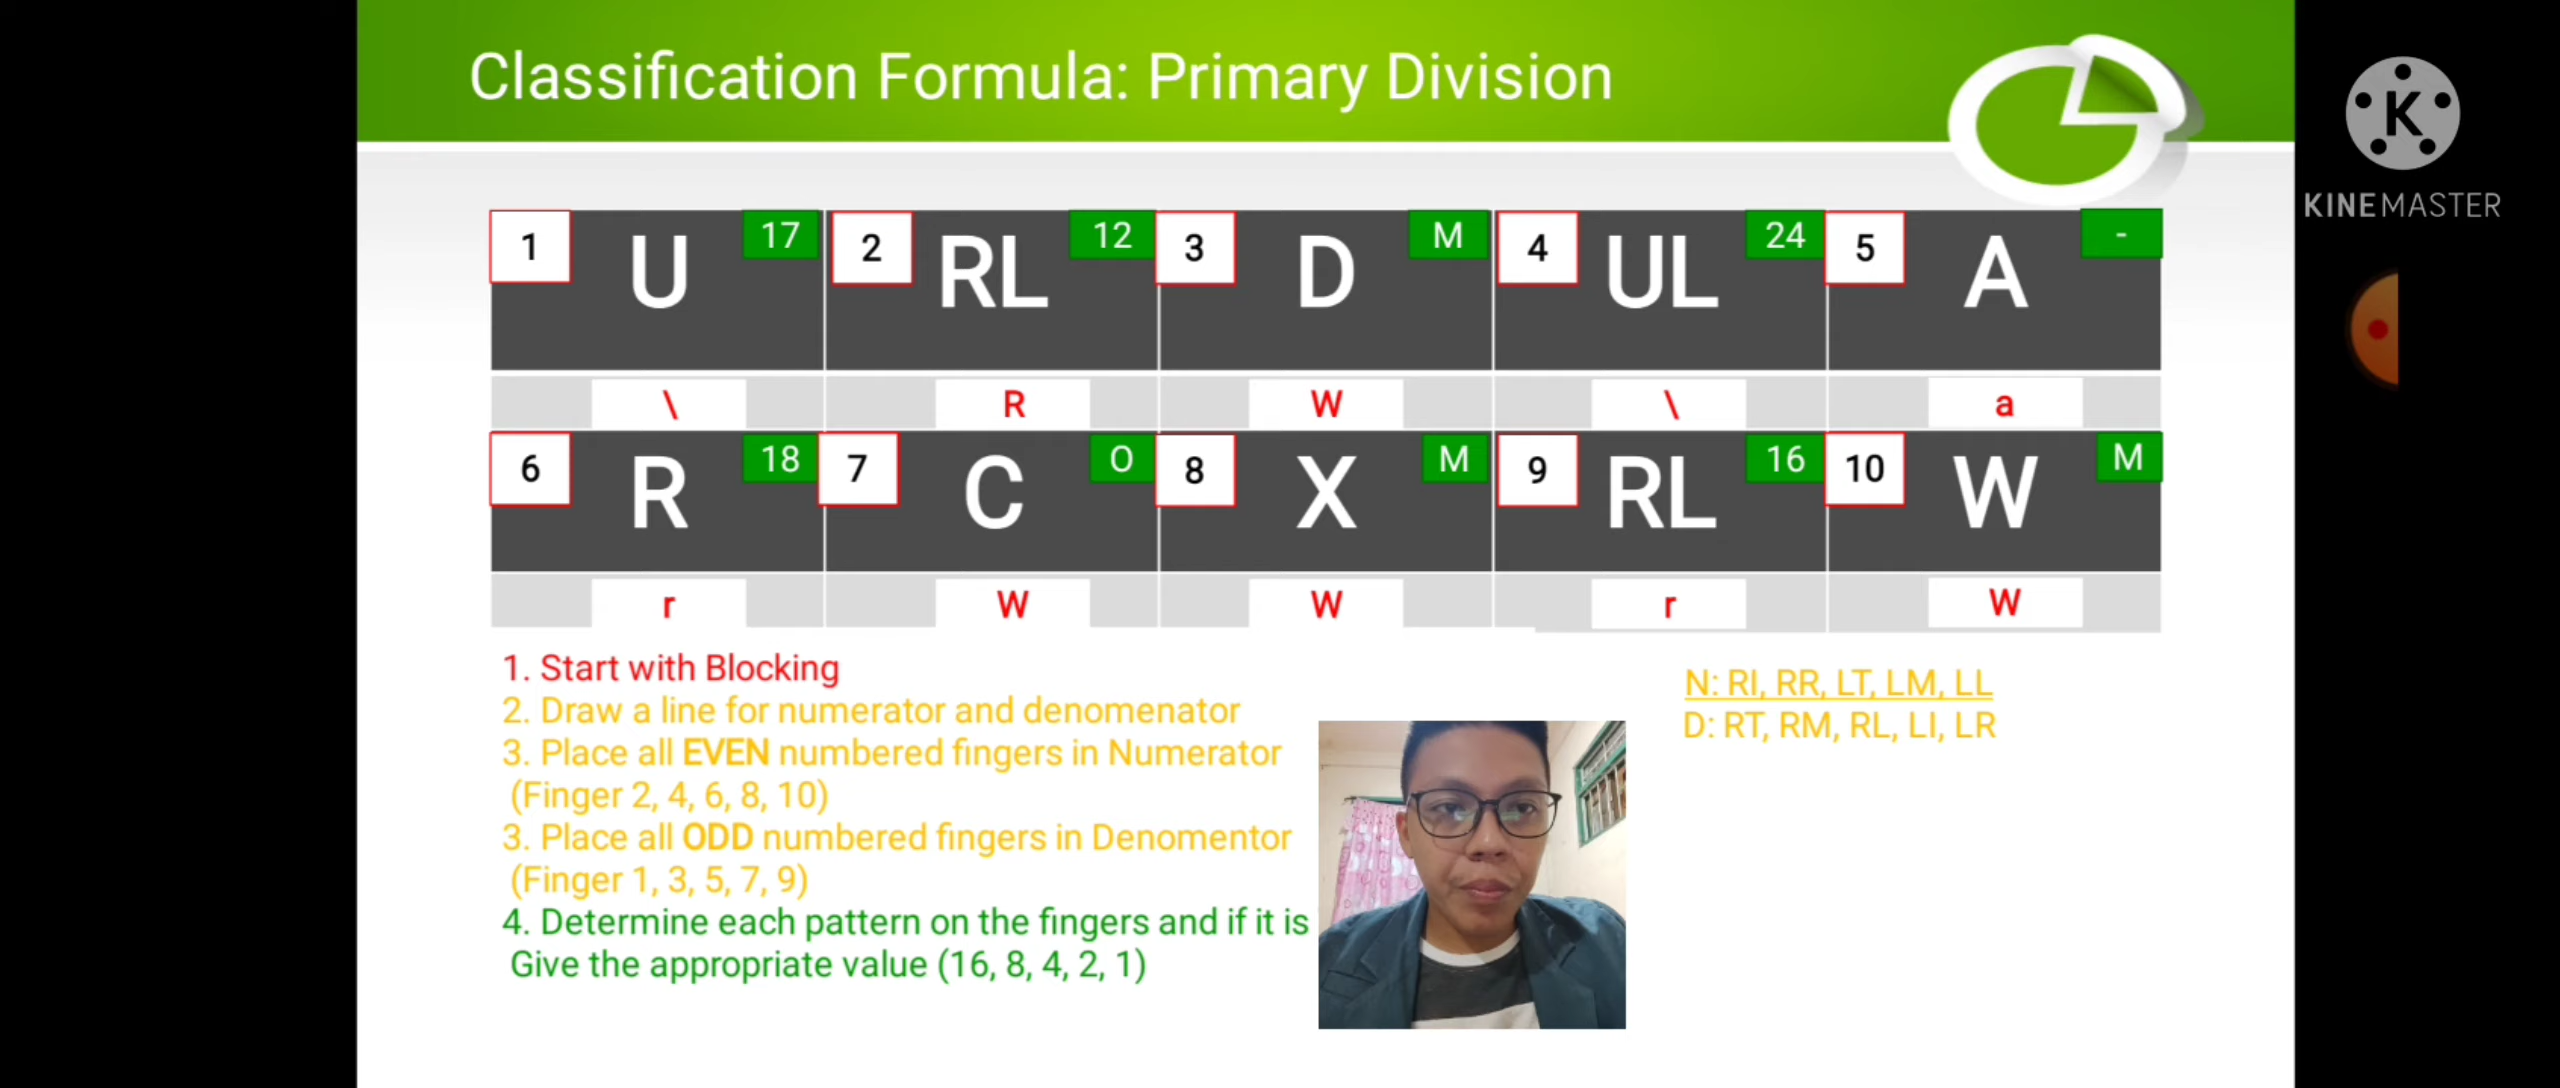 Classification Formula: Primary Division
K
KINEMASTER
1 U 17 2 RL 12 3 D M 4 UL 24 5 A -
\ R W \ a
6 R 18 7 C O 8 X M 9 RL 16 10 W M
r W W r W
1. Start with Blocking
2. Draw a line for numerator and denomenator
3. Place all EVEN numbered fingers in Numerator
(Finger 2, 4, 6, 8, 10)
3. Place all ODD numbered fingers in Denomentor
(Finger 1, 3, 5, 7, 9)
4. Determine each pattern on the fingers and if it is
Give the appropriate value (16, 8, 4, 2, 1)
N: RI, RR, LT, LM, LL
D: RT, RM, RL, LI, LR